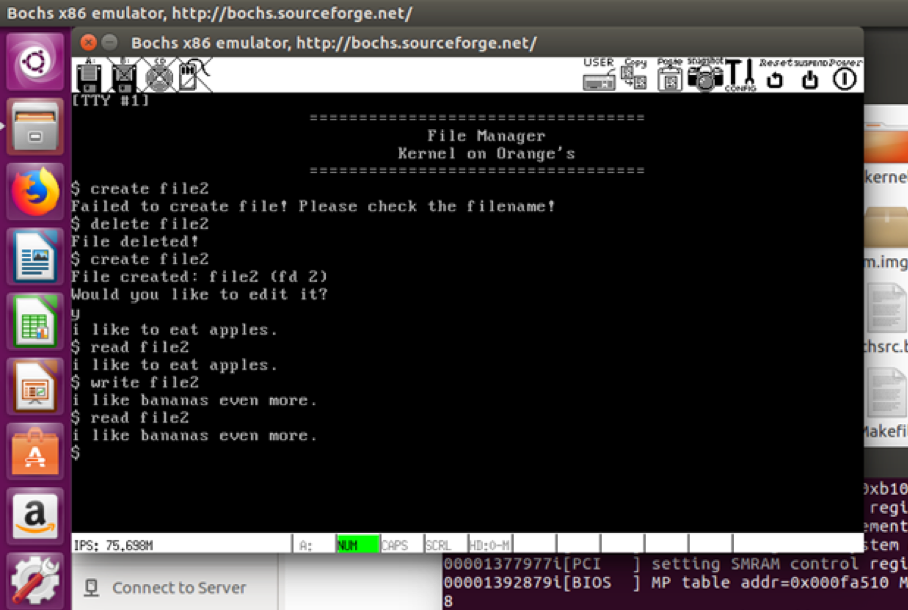 Bochs x86 emulator, http://bochs.sourceforge.net/
Bochs x86 emulator, http://bochs.sourceforge.net/
A: B: CD
USER Copy Paste snapshot CONFIG Reset SUSPEND Power
[TTY #1]
==================================
File Manager
Kernel on Orange's
==================================
$ create file2
Failed to create file! Please check the filename!
$ delete file2
File deleted!
$ create file2
File created: file2 (fd 2)
Would you like to edit it?
y
i like to eat apples.
$ read file2
i like to eat apples.
$ write file2
i like bananas even more.
$ read file2
i like bananas even more.
$
IPS: 75,698M A: NUM CAPS SCRL HD:0-M
kerne
m.img
hsrc.b
Makefi
0xb10
regi
ement
stem
00001377977i[PCI ] setting SMRAM control regi
00001392879i[BIOS ] MP table addr=0x000fa510 M
8
Connect to Server